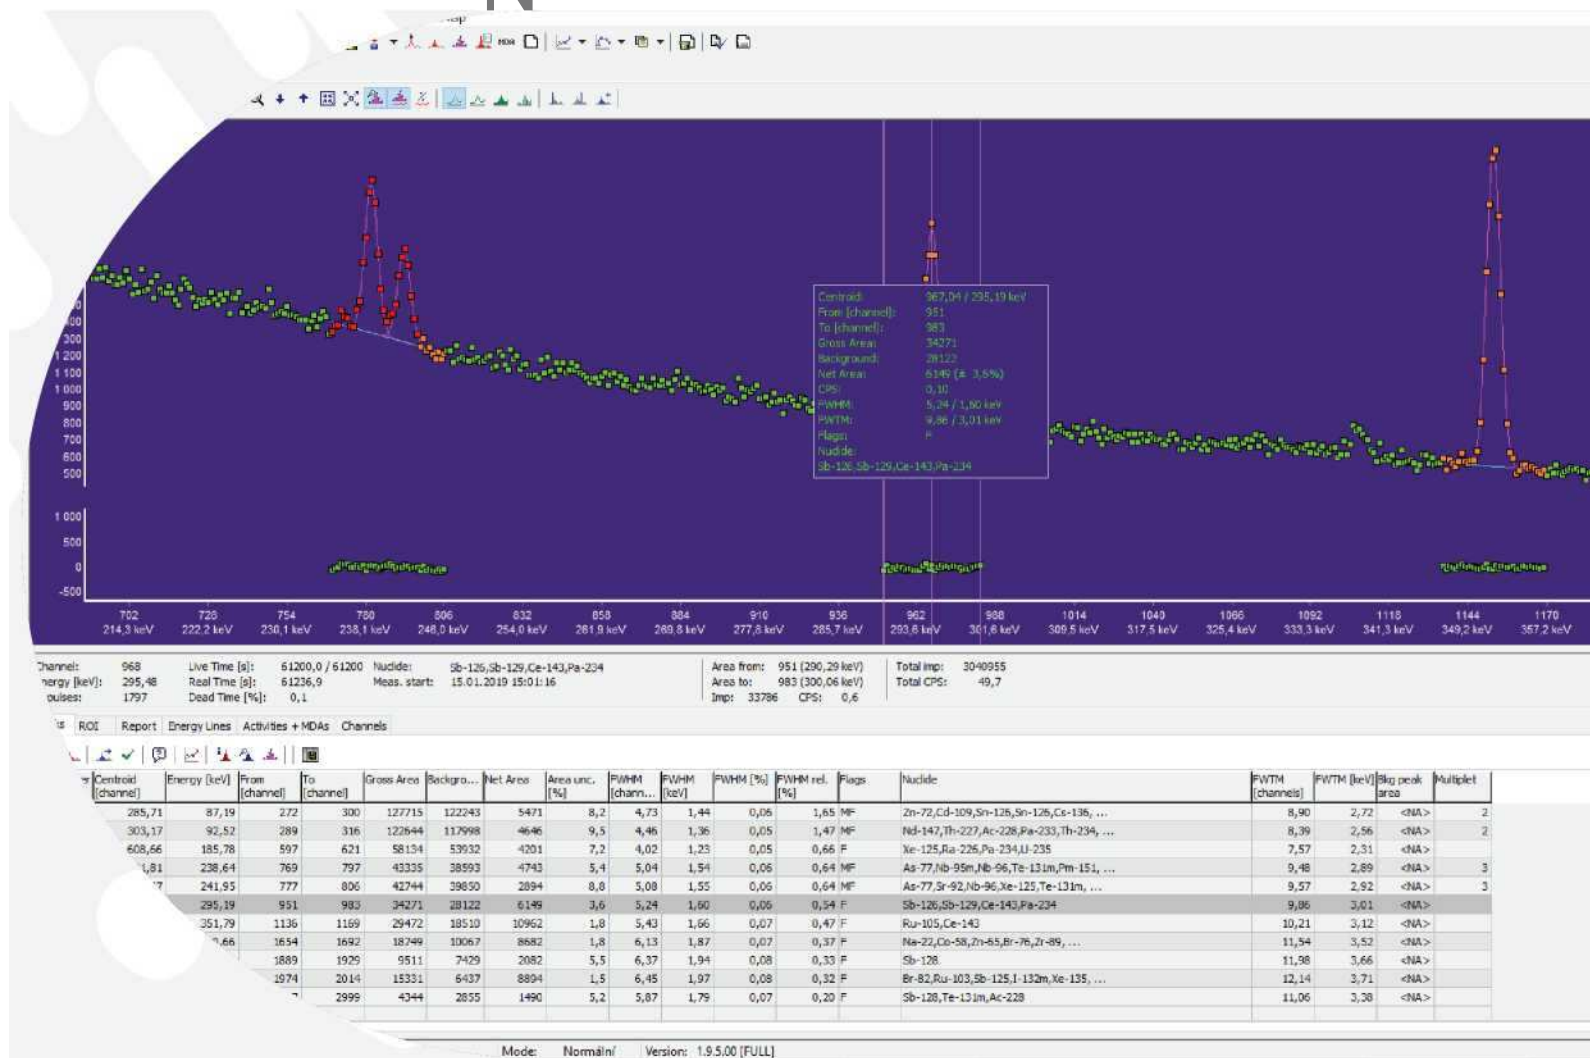 MDA
300
1 200
1 100
1 000
900
800
700
600
500
1 000
500
0
-500
Centroid: 967,04 / 295,19 keV
From [channel]: 951
To [channel]: 983
Gross Area: 34271
Background: 28122
Net Area: 6149 (± 3,6%)
CPS: 0,10
FWHM: 5,24 / 1,60 keV
FWTM: 9,86 / 3,01 keV
Flags: F
Nuclide:
Sb-126,Sb-129,Ce-143,Pa-234
702 728 754 780 806 832 858 884 910 936 962 988 1014 1040 1066 1092 1118 1144 1170
214,3 keV 222,2 keV 230,1 keV 238,1 keV 246,0 keV 254,0 keV 261,9 keV 269,8 keV 277,8 keV 285,7 keV 293,6 keV 301,6 keV 309,5 keV 317,5 keV 325,4 keV 333,3 keV 341,3 keV 349,2 keV 357,2 keV
Channel: 968 Live Time [s]: 61200,0 / 61200 Nuclide: Sb-126,Sb-129,Ce-143,Pa-234 Area from: 951 (290,29 keV) Total imp: 3040955
nergy [keV]: 295,48 Real Time [s]: 61236,9 Meas. start: 15.01.2019 15:01:16 Area to: 983 (300,06 keV) Total CPS: 49,7
pulses: 1797 Dead Time [%]: 0,1 Imp: 33786 CPS: 0,6
ROI Report Energy Lines Activities + MDAs Channels
Centroid [channel] Energy [keV] From [channel] To [channel] Gross Area Backgro... Net Area Area unc. [%] FWHM [chann... FWHM [keV] FWHM [%] FWHM rel. [%] Flags Nuclide FWTM [channels] FWTM [keV] Bkg peak area Multiplet
285,71 87,19 272 300 127715 122243 5471 8,2 4,73 1,44 0,06 1,65 MF Zn-72,Cd-109,Sn-126,Sn-126,Cs-136, ... 8,90 2,72 <NA> 2
303,17 92,52 289 316 122644 117998 4646 9,5 4,46 1,36 0,05 1,47 MF Nd-147,Th-227,Ac-228,Pa-233,Th-234, ... 8,39 2,56 <NA> 2
608,66 185,78 597 621 58134 53932 4201 7,2 4,02 1,23 0,05 0,66 F Xe-125,Ra-226,Pa-234,U-235 7,57 2,31 <NA>
1,81 238,64 769 797 43335 38593 4743 5,4 5,04 1,54 0,06 0,64 MF As-77,Nb-95m,Nb-96,Te-131m,Pm-151, ... 9,48 2,89 <NA> 3
241,95 777 806 42744 39850 2894 8,8 5,08 1,55 0,06 0,64 MF As-77,Sr-92,Nb-96,Xe-125,Te-131m, ... 9,57 2,92 <NA> 3
295,19 951 983 34271 28122 6149 3,6 5,24 1,60 0,06 0,54 F Sb-126,Sb-129,Ce-143,Pa-234 9,86 3,01 <NA>
351,79 1136 1169 29472 18510 10962 1,8 5,43 1,66 0,07 0,47 F Ru-105,Ce-143 10,21 3,12 <NA>
1654 1692 18749 10067 8682 1,8 6,13 1,87 0,07 0,37 F Na-22,Co-58,Zn-65,Br-76,Zr-89, ... 11,54 3,52 <NA>
1889 1929 9511 7429 2082 5,5 6,37 1,94 0,08 0,33 F Sb-128 11,98 3,66 <NA>
1974 2014 15331 6437 8894 1,5 6,45 1,97 0,08 0,32 F Br-82,Ru-103,Sb-125,I-132m,Xe-135, ... 12,14 3,71 <NA>
2999 4344 2855 1490 5,2 5,87 1,79 0,07 0,20 F Sb-128,Te-131m,Ac-228 11,06 3,38 <NA>
Mode: Normální Version: 1.9.5.00 [FULL]